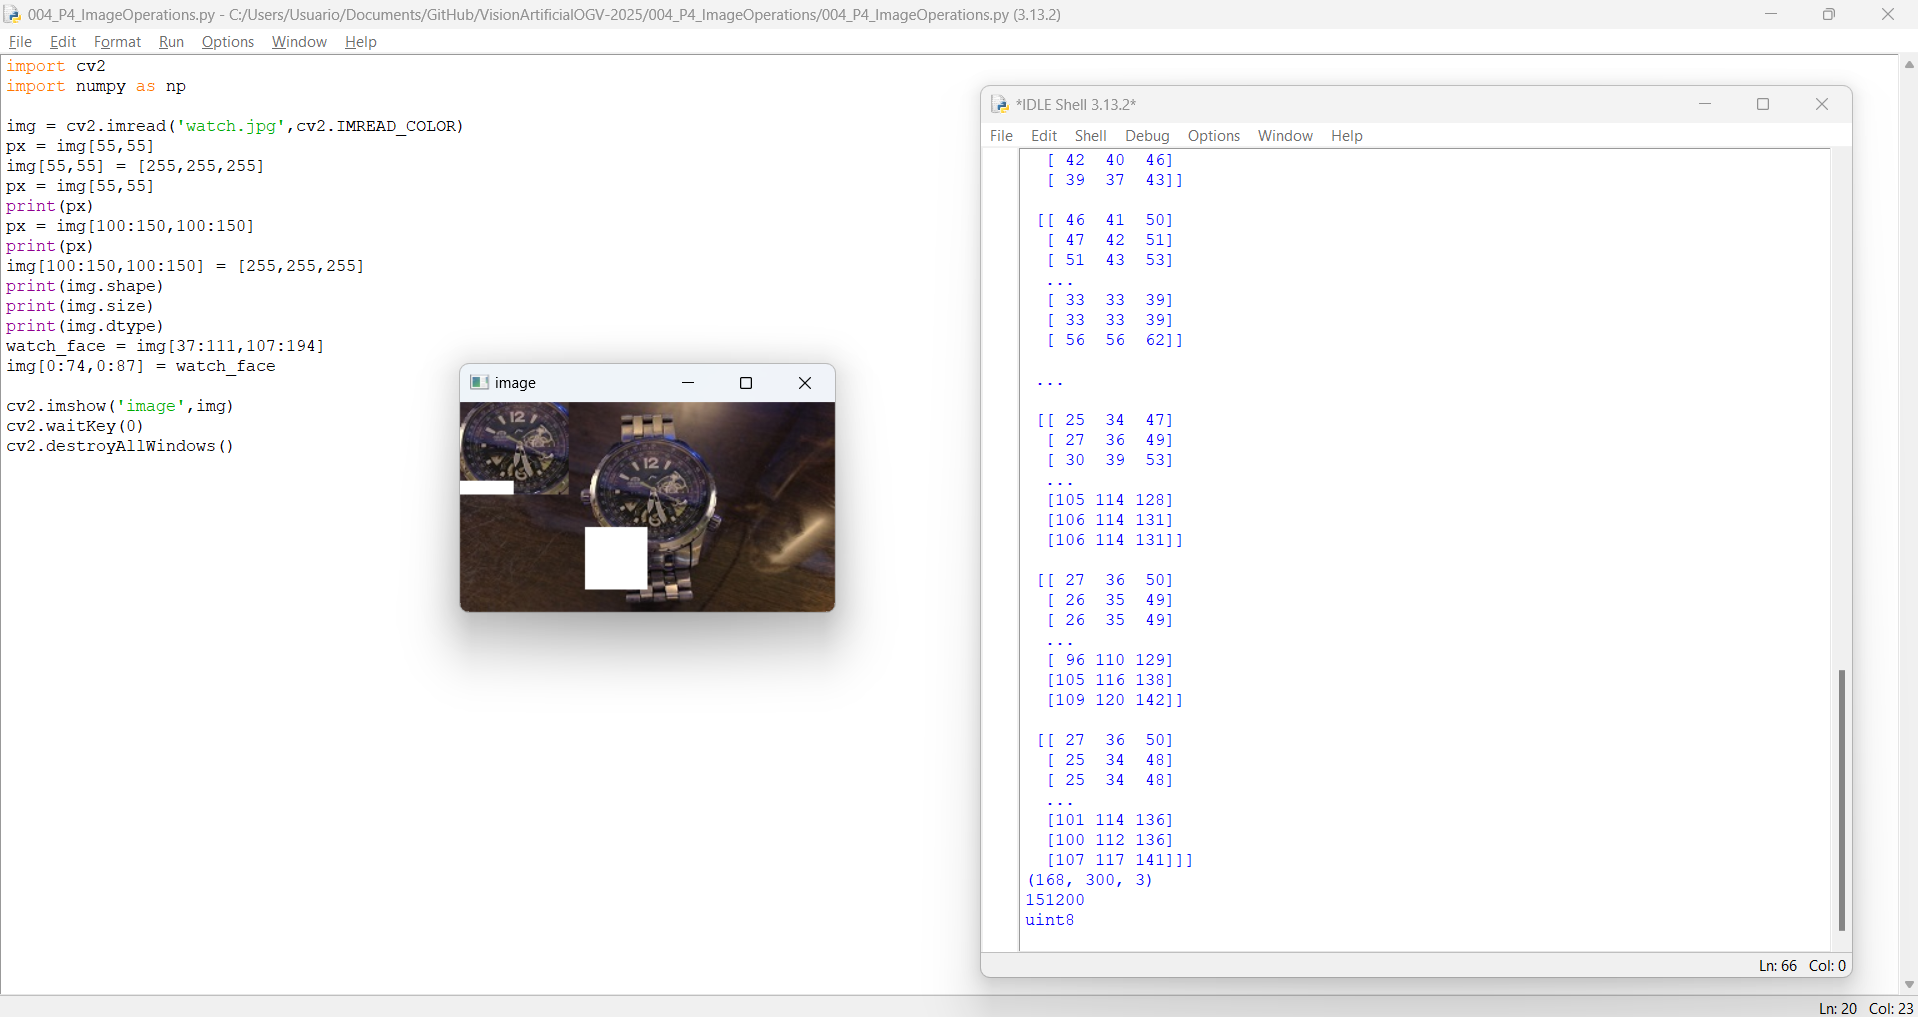 004_P4_ImageOperations.py - C:/Users/Usuario/Documents/GitHub/VisionArtificialOGV-2025/004_P4_ImageOperations/004_P4_ImageOperations.py (3.13.2)
File Edit Format Run Options Window Help
import cv2
import numpy as np

img = cv2.imread('watch.jpg',cv2.IMREAD_COLOR)
px = img[55,55]
img[55,55] = [255,255,255]
px = img[55,55]
print(px)
px = img[100:150,100:150]
print(px)
img[100:150,100:150] = [255,255,255]
print(img.shape)
print(img.size)
print(img.dtype)
watch_face = img[37:111,107:194]
img[0:74,0:87] = watch_face

cv2.imshow('image',img)
cv2.waitKey(0)
cv2.destroyAllWindows()
image
12
12
6
*IDLE Shell 3.13.2*
File Edit Shell Debug Options Window Help
[ 42 40 46]
[ 39 37 43]]

[[ 46 41 50]
[ 47 42 51]
[ 51 43 53]
...
[ 33 33 39]
[ 33 33 39]
[ 56 56 62]]

...

[[ 25 34 47]
[ 27 36 49]
[ 30 39 53]
...
[105 114 128]
[106 114 131]
[106 114 131]]

[[ 27 36 50]
[ 26 35 49]
[ 26 35 49]
...
[ 96 110 129]
[105 116 138]
[109 120 142]]

[[ 27 36 50]
[ 25 34 48]
[ 25 34 48]
...
[101 114 136]
[100 112 136]
[107 117 141]]]
(168, 300, 3)
151200
uint8
Ln: 66 Col: 0
Ln: 20 Col: 23